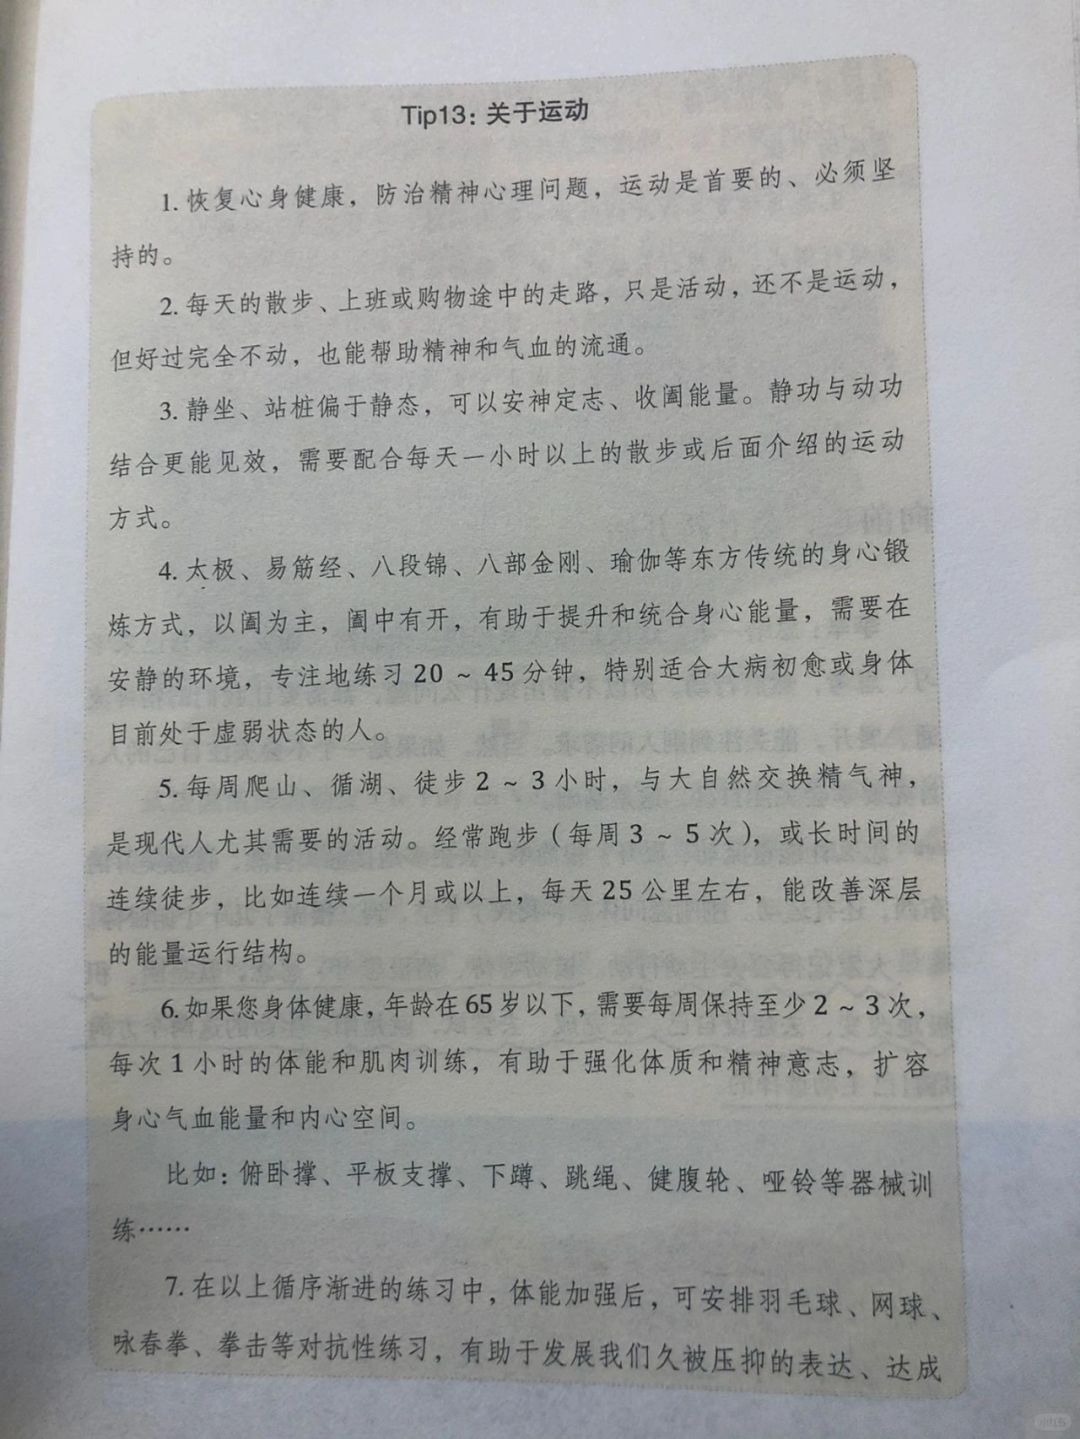 Tip13：关于运动
1. 恢复心身健康，防治精神心理问题，运动是首要的、必须坚
持的。
2. 每天的散步、上班或购物途中的走路，只是活动，还不是运动，
但好过完全不动，也能帮助精神和气血的流通。
3. 静坐、站桩偏于静态，可以安神定志、收阖能量。静功与动功
结合更能见效，需要配合每天一小时以上的散步或后面介绍的运动
方式。
4. 太极、易筋经、八段锦、八部金刚、瑜伽等东方传统的身心锻
炼方式，以阖为主，阖中有开，有助于提升和统合身心能量，需要在
安静的环境，专注地练习 20 ~ 45 分钟，特别适合大病初愈或身体
目前处于虚弱状态的人。
5. 每周爬山、循湖、徒步 2 ~ 3 小时，与大自然交换精气神，
是现代人尤其需要的活动。经常跑步（每周 3 ~ 5 次），或长时间的
连续徒步，比如连续一个月或以上，每天 25 公里左右，能改善深层
的能量运行结构。
6. 如果您身体健康，年龄在 65 岁以下，需要每周保持至少 2 ~ 3 次，
每次 1 小时的体能和肌肉训练，有助于强化体质和精神意志，扩容
身心气血能量和内心空间。
比如：俯卧撑、平板支撑、下蹲、跳绳、健腹轮、哑铃等器械训
练……
7. 在以上循序渐进的练习中，体能加强后，可安排羽毛球、网球、
咏春拳、拳击等对抗性练习，有助于发展我们久被压抑的表达、达成
小红书